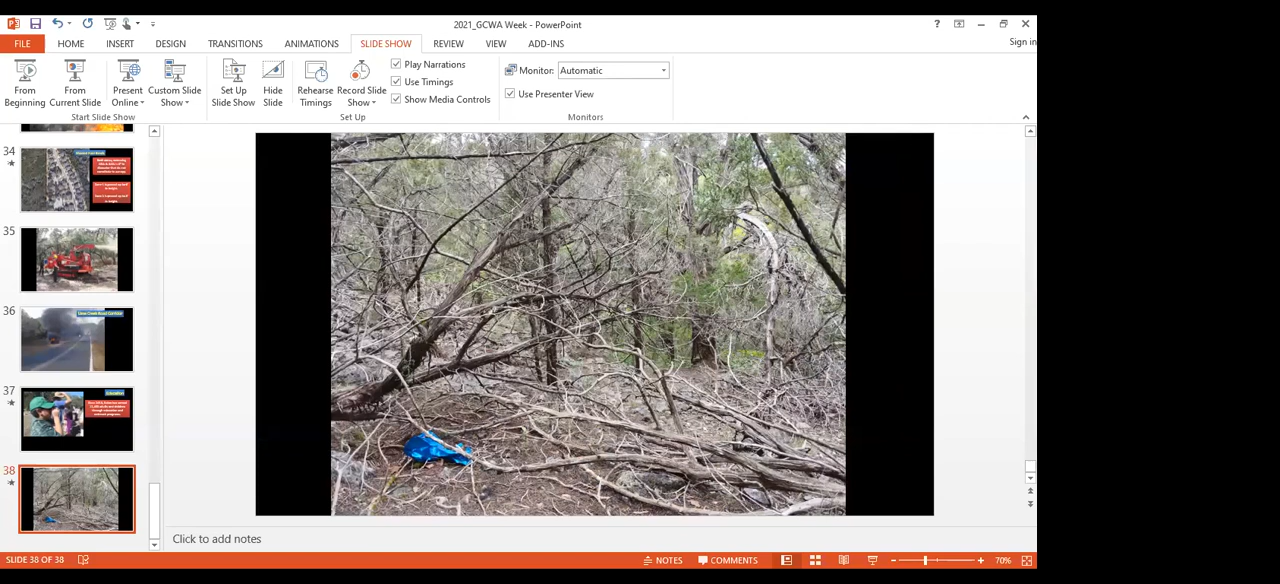 2021_GCWA Week - PowerPoint
?
Sign in
FILE HOME INSERT DESIGN TRANSITIONS ANIMATIONS SLIDE SHOW REVIEW VIEW ADD-INS
From Beginning
From Current Slide
Present Online
Custom Slide Show
Start Slide Show
Set Up Slide Show
Hide Slide
Rehearse Timings
Record Slide Show
Play Narrations
Use Timings
Show Media Controls
Set Up
Monitor: Automatic
Use Presenter View
Monitors
34
35
36
37
Education
38
Click to add notes
SLIDE 38 OF 38
NOTES COMMENTS 70%